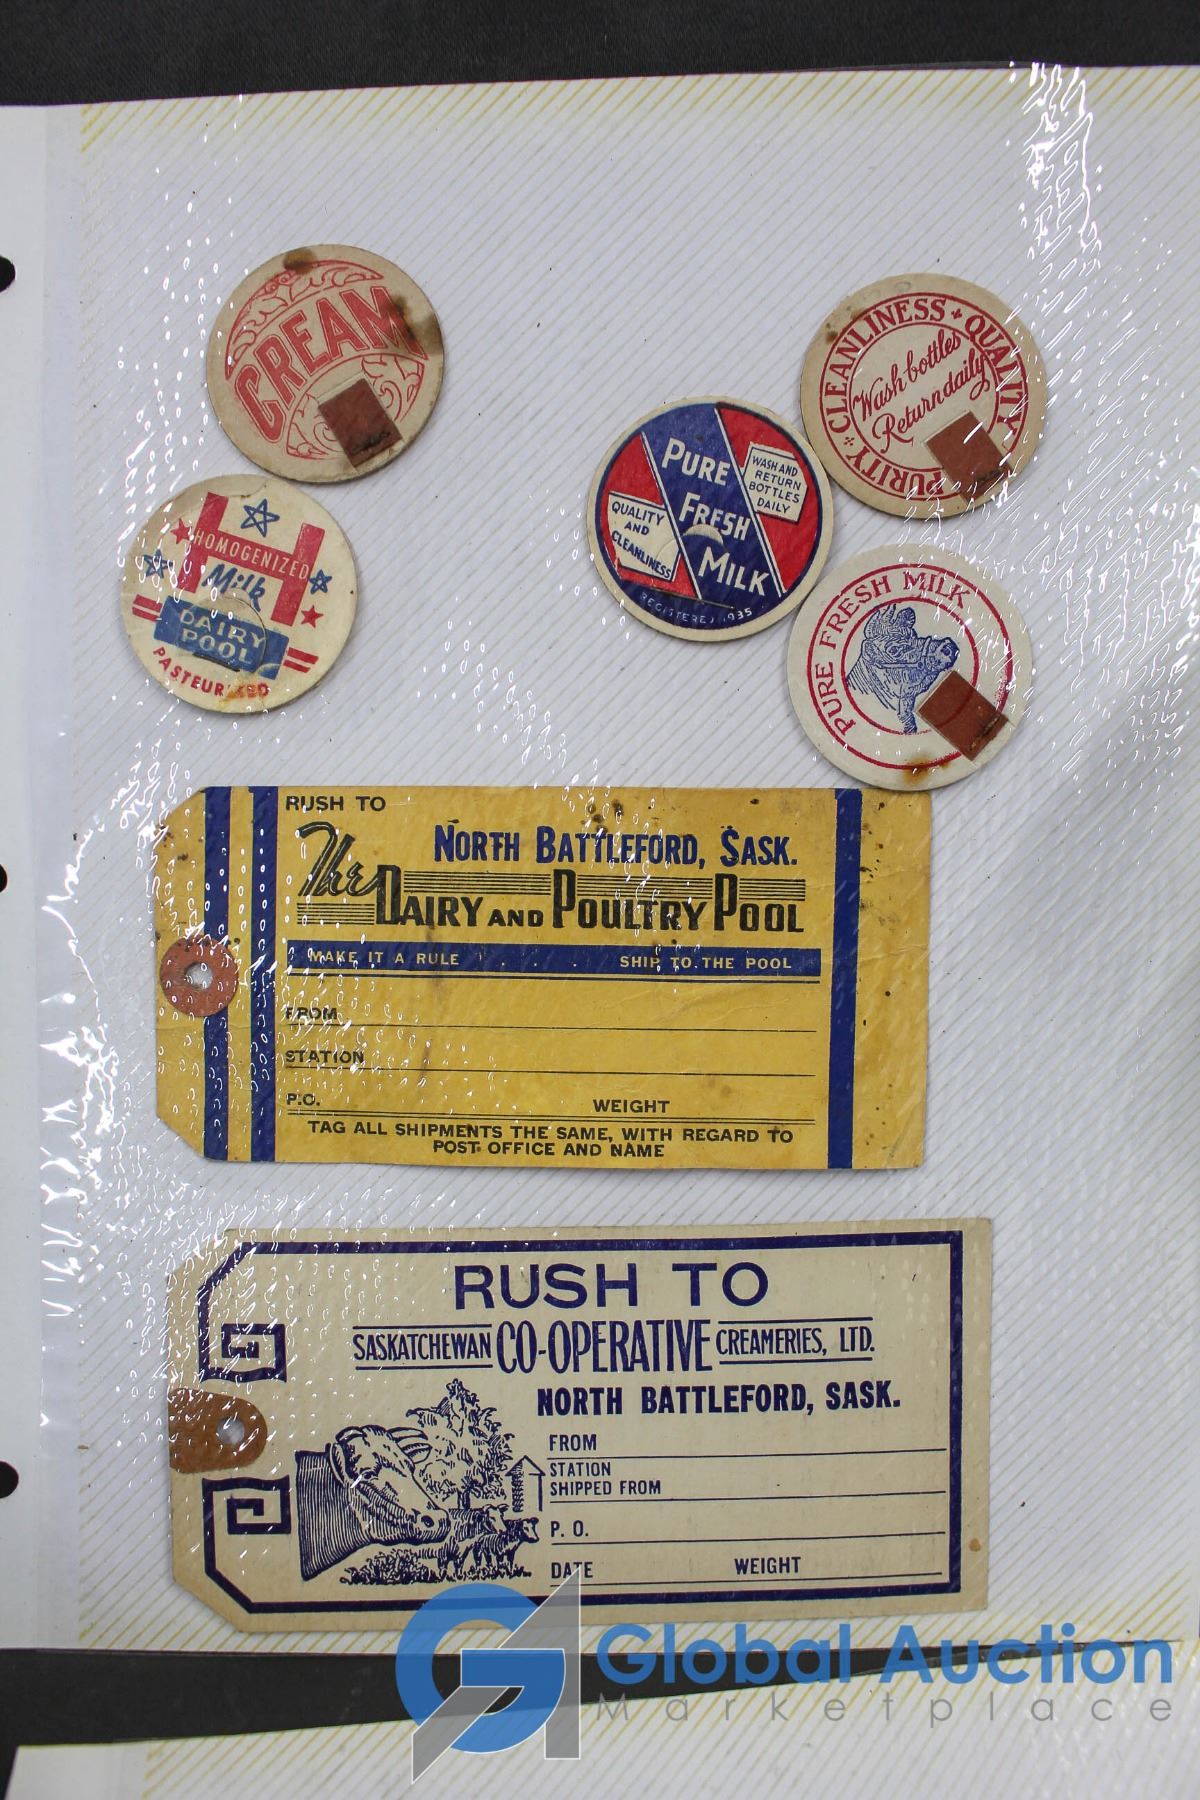 CREAM
HOMOGENIZED
Milk
DAIRY
POOL
PASTEURIZED
PURE
FRESH
MILK
WASH AND
RETURN
BOTTLES
DAILY
QUALITY
AND
CLEANLINESS
REGISTERED 1935
PURITY + CLEANLINESS + QUALITY
Wash bottles
Return daily
PURE FRESH MILK
RUSH TO
NORTH BATTLEFORD, SASK.
The DAIRY AND POULTRY POOL
MAKE IT A RULE . . . . SHIP TO THE POOL
FROM
STATION
P.O. WEIGHT
TAG ALL SHIPMENTS THE SAME, WITH REGARD TO
POST OFFICE AND NAME
RUSH TO
SASKATCHEWAN CO-OPERATIVE CREAMERIES, LTD.
NORTH BATTLEFORD, SASK.
FROM
STATION
SHIPPED FROM
P. O.
DATE WEIGHT
Global Auction
Marketplace